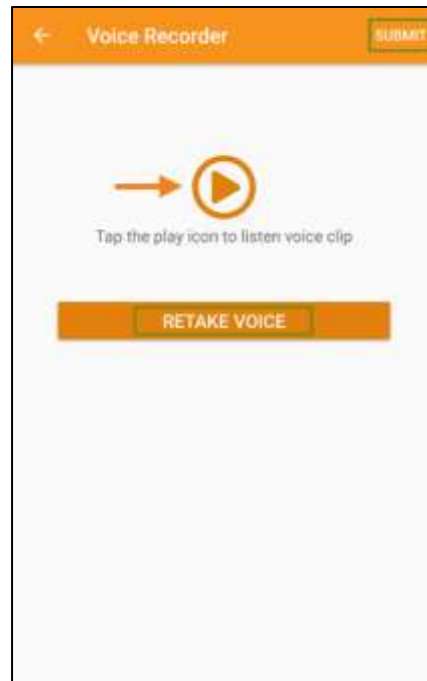 Voice Recorder SUBMIT
Tap the play icon to listen voice clip
RETAKE VOICE